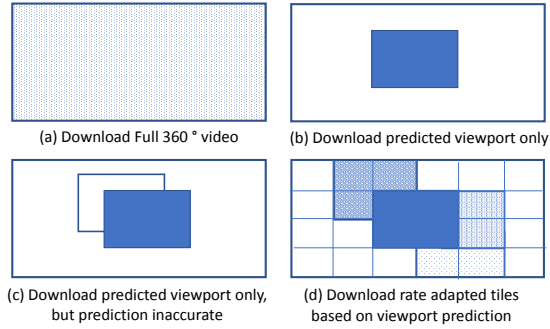 (a) Download Full 360 ° video
(b) Download predicted viewport only
(c) Download predicted viewport only,
but prediction inaccurate
(d) Download rate adapted tiles
based on viewport prediction